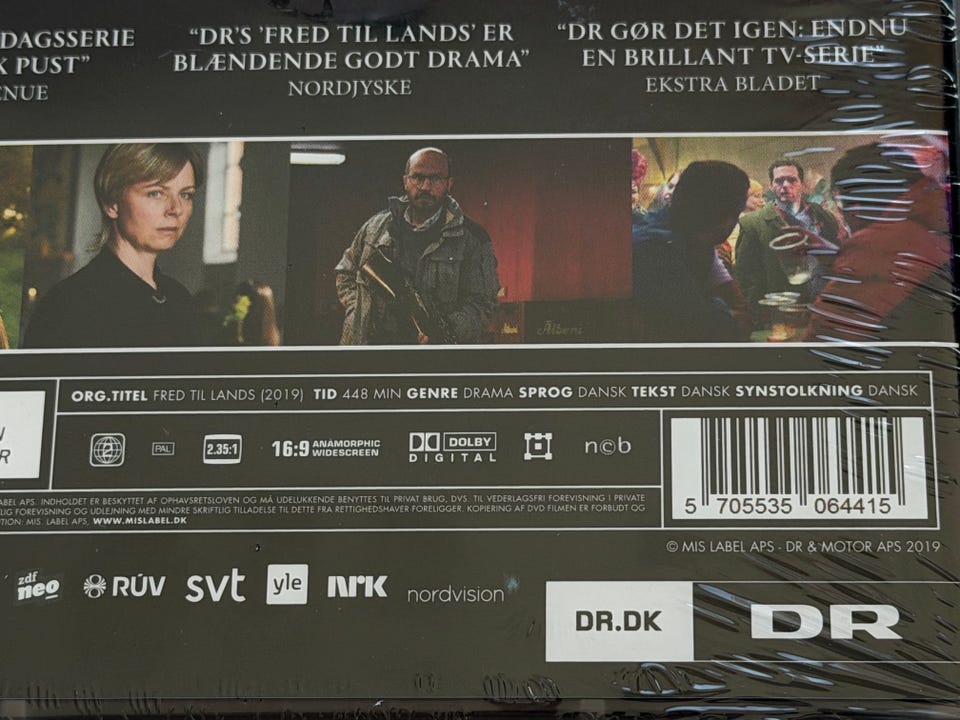 DAGSSERIE
PUST”
ENUE
“DR’S ’FRED TIL LANDS’ ER
BLÆNDENDE GODT DRAMA”
NORDJYSKE
“DR GØR DET IGEN: ENDNU
EN BRILLANT TV-SERIE”
EKSTRA BLADET
Ålberi
ORG.TITEL FRED TIL LANDS (2019) TID 448 MIN GENRE DRAMA SPROG DANSK TEKST DANSK SYNSTOLKNING DANSK
2
PAL
2.35:1
16:9 ANAMORPHIC
WIDESCREEN
DOLBY
DIGITAL
n©b
5 705535 064415
ABEL APS. INDHOLDET ER BESKYTTET AF OPHAVSRETSLOVEN OG MÅ UDELUKKENDE BENYTTES TIL PRIVAT BRUG, DVS. TIL VEDERLAGSFRI FOREVISNING I PRIVATE
LIG FOREVISNING OG UDLEJNING MED MINDRE SKRIFTLIG TILLADELSE TIL DETTE FRA RETTIGHEDSHAVER FORELIGGER. KOPIERING AF DVD FILMEN ER FORBUDT OG
TION: MIS. LABEL APS, WWW.MISLABEL.DK
© MIS LABEL APS - DR & MOTOR APS 2019
zdf
neo
RÚV
svt
yle
NRK
nordvision
DR.DK
DR